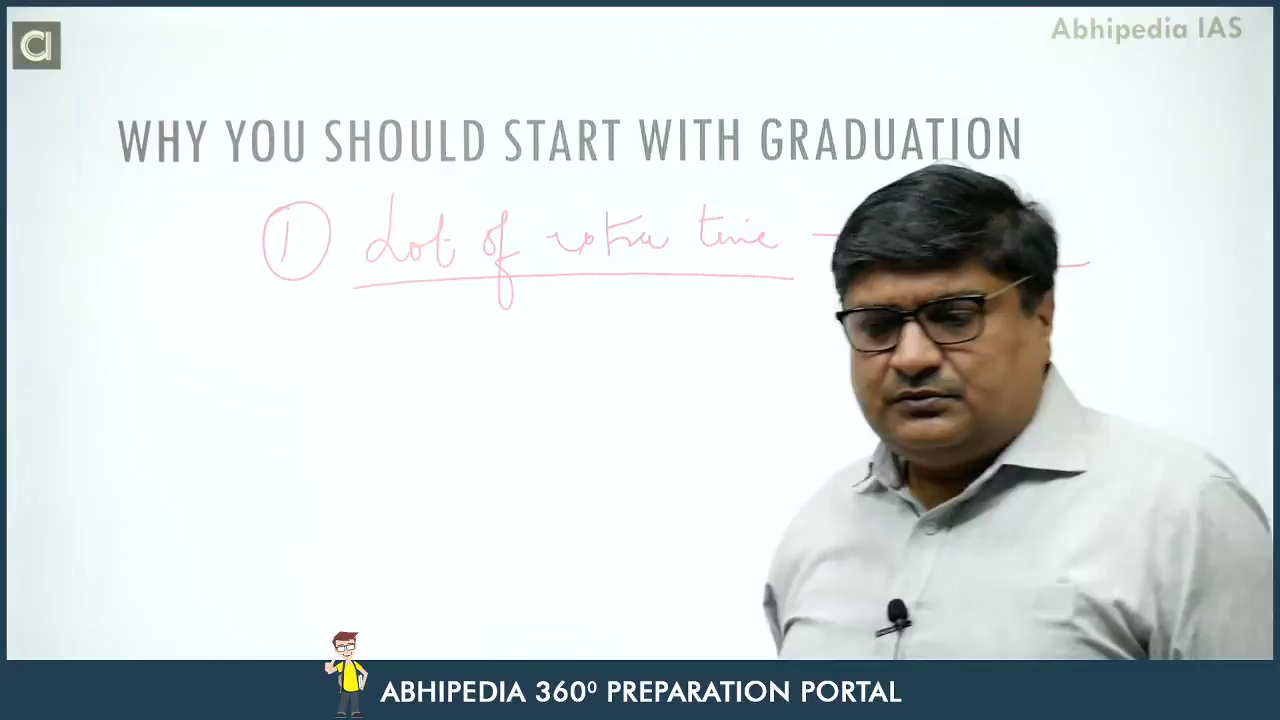 Abhipedia IAS
WHY YOU SHOULD START WITH GRADUATION
① Lot of extra time -
ABHIPEDIA 360⁰ PREPARATION PORTAL